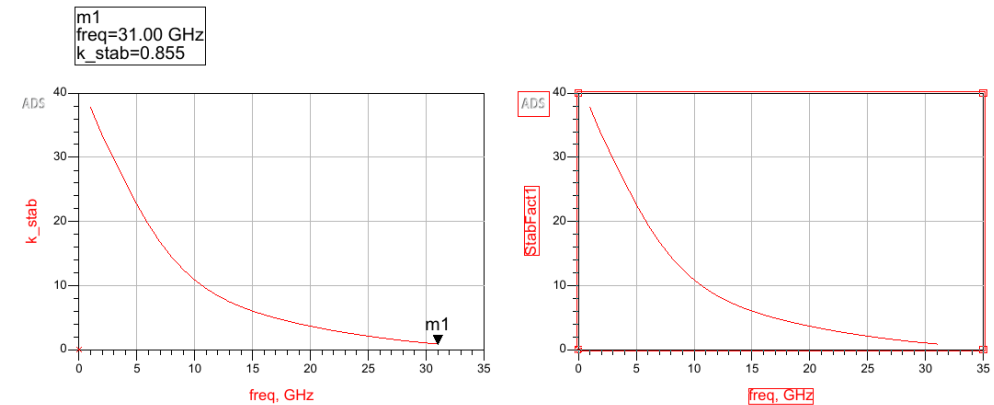 m1
freq=31.00 GHz
k_stab=0.855
ADS
40
30
20
10
0
k_stab
m1
0 5 10 15 20 25 30 35
freq, GHz
ADS
40
30
20
10
0
StabFact1
0 5 10 15 20 25 30 35
freq, GHz